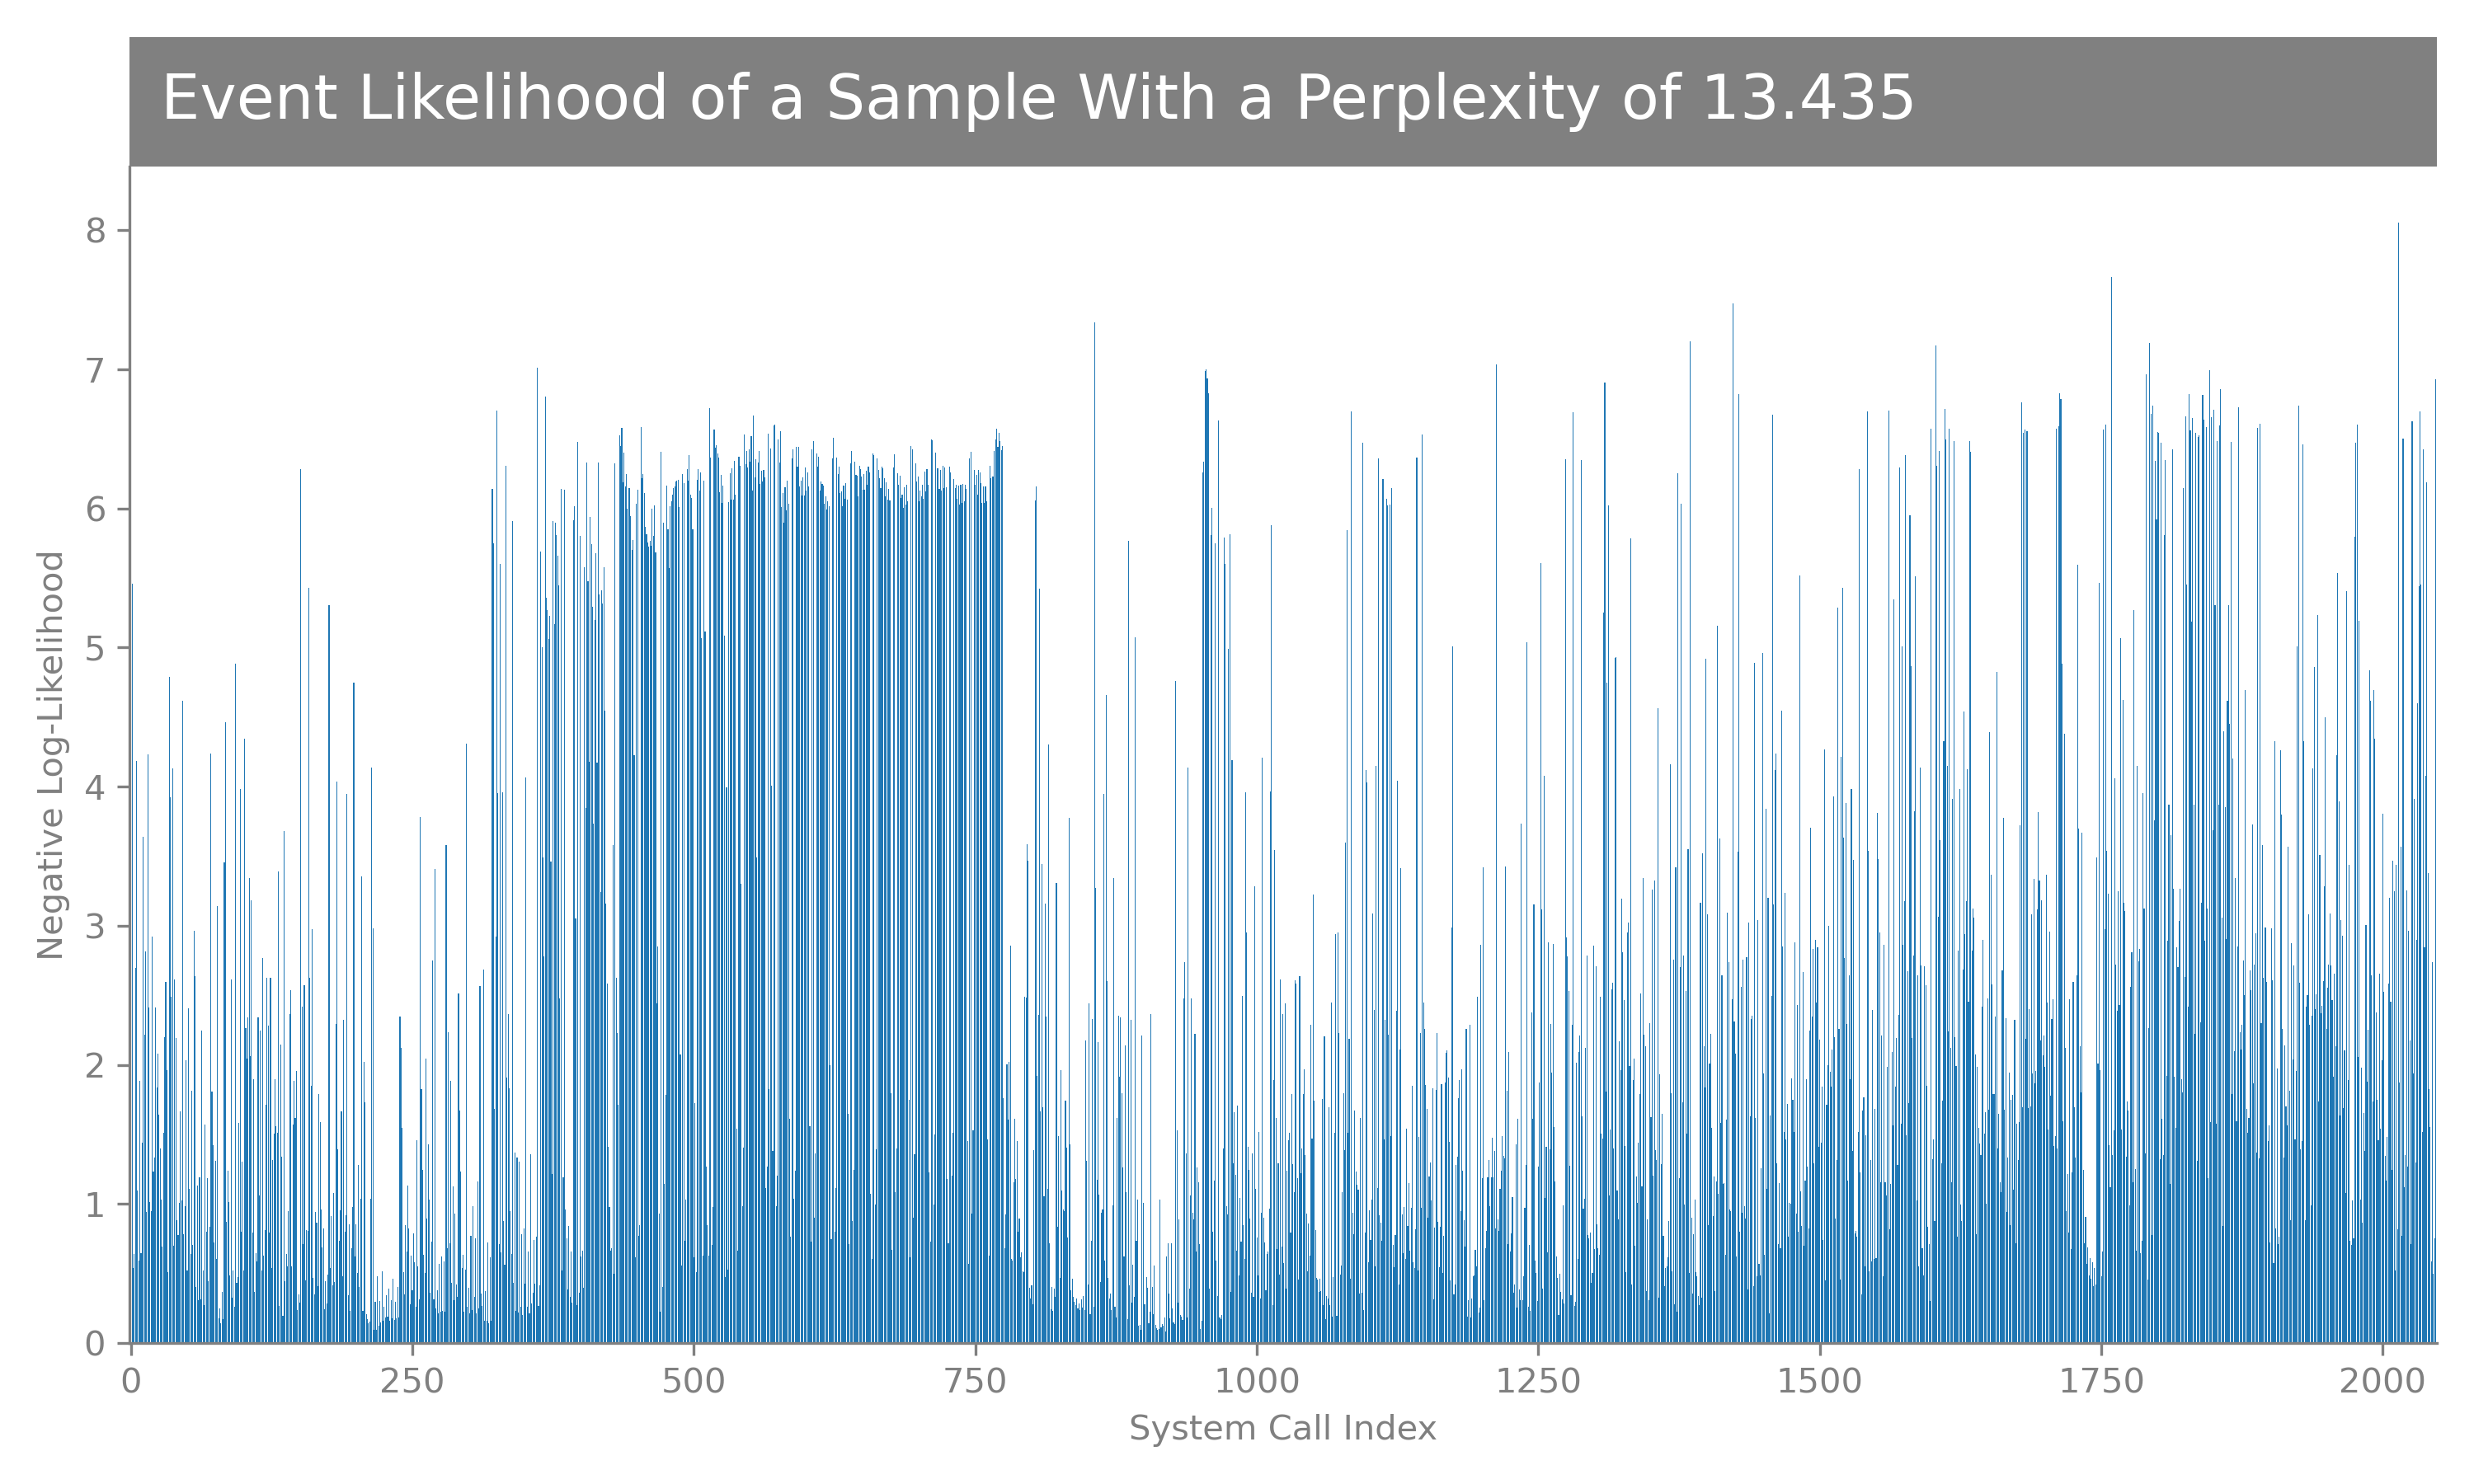 Event Likelihood of a Sample With a Perplexity of 13.435
8
7
6
5
4
3
2
1
0
Negative Log-Likelihood
0 250 500 750 1000 1250 1500 1750 2000
System Call Index